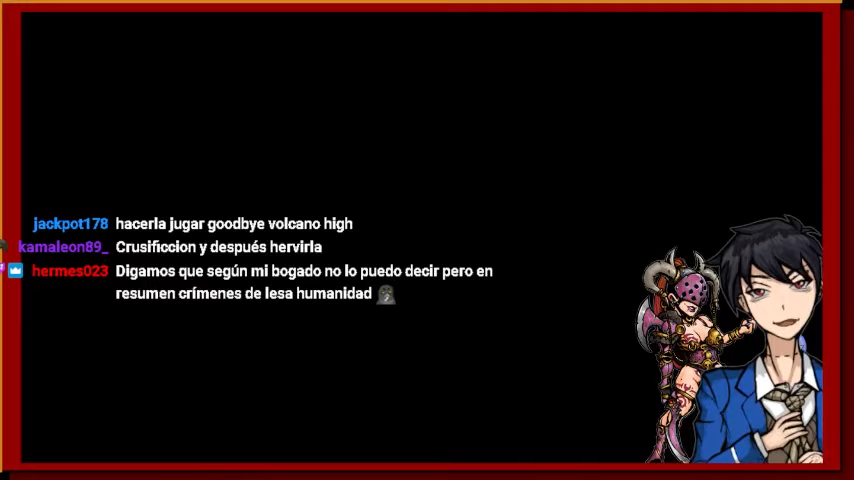 jackpot178 hacerla jugar goodbye volcano high
kamaleon89_ Crusificcion y después hervirla
hermes023 Digamos que según mi bogado no lo puedo decir pero en
resumen crímenes de lesa humanidad